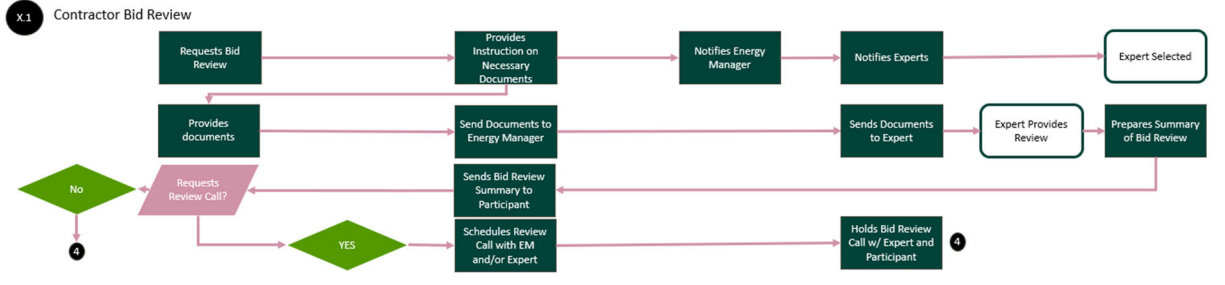 X.1 Contractor Bid Review
Requests Bid
Review
Provides
Instruction on
Necessary
Documents
Notifies Energy
Manager
Notifies Experts
Expert Selected
Provides
documents
Send Documents to
Energy Manager
Sends Documents
to Expert
Expert Provides
Review
Prepares Summary
of Bid Review
No
Requests
Review Call?
Sends Bid Review
Summary to
Participant
4
YES
Schedules Review
Call with EM
and/or Expert
Holds Bid Review
Call w/ Expert and
Participant
4